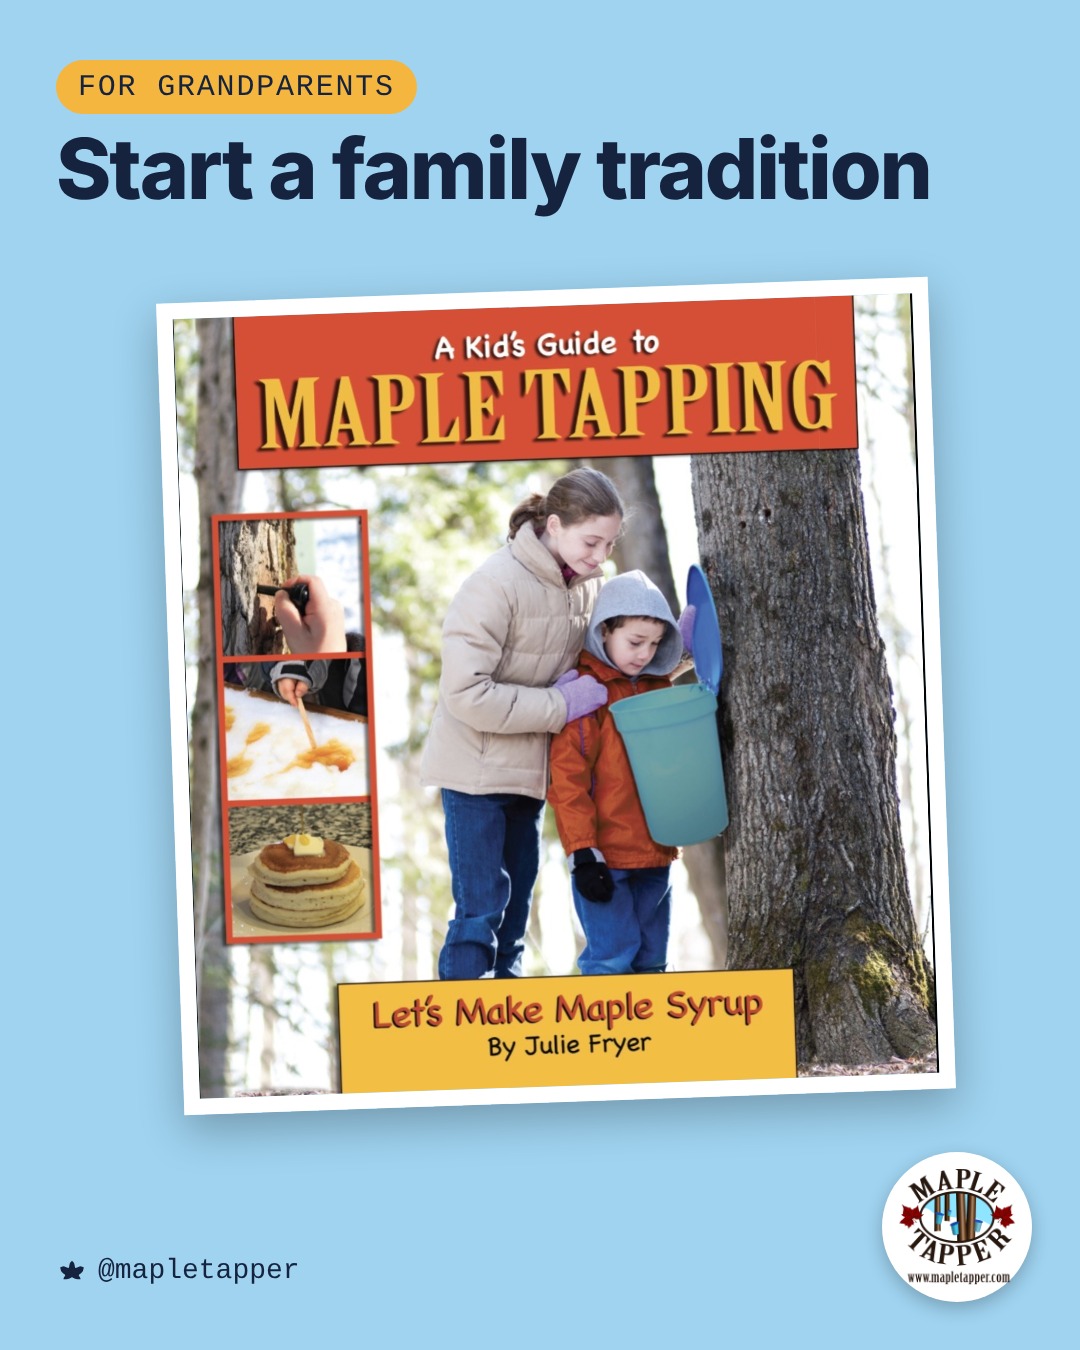 FOR GRANDPARENTS
Start a family tradition
A Kid's Guide to
MAPLE TAPPING
Let's Make Maple Syrup
By Julie Fryer
@mapletapper
MAPLE
TAPPER
www.mapletapper.com